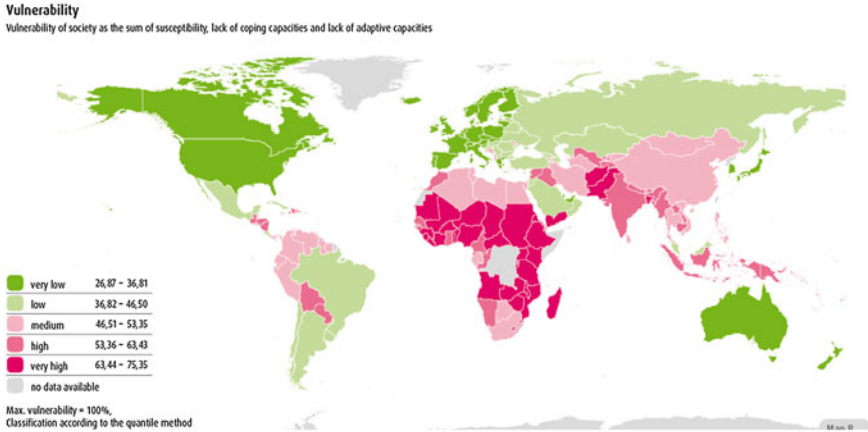 Vulnerability
Vulnerability of society as the sum of susceptibility, lack of coping capacities and lack of adaptive capacities
very low 26,87 – 36,81
low 36,82 – 46,50
medium 46,51 – 53,35
high 53,36 – 63,43
very high 63,44 – 75,35
no data available
Max. vulnerability = 100%,
Classification according to the quantile method
Map B